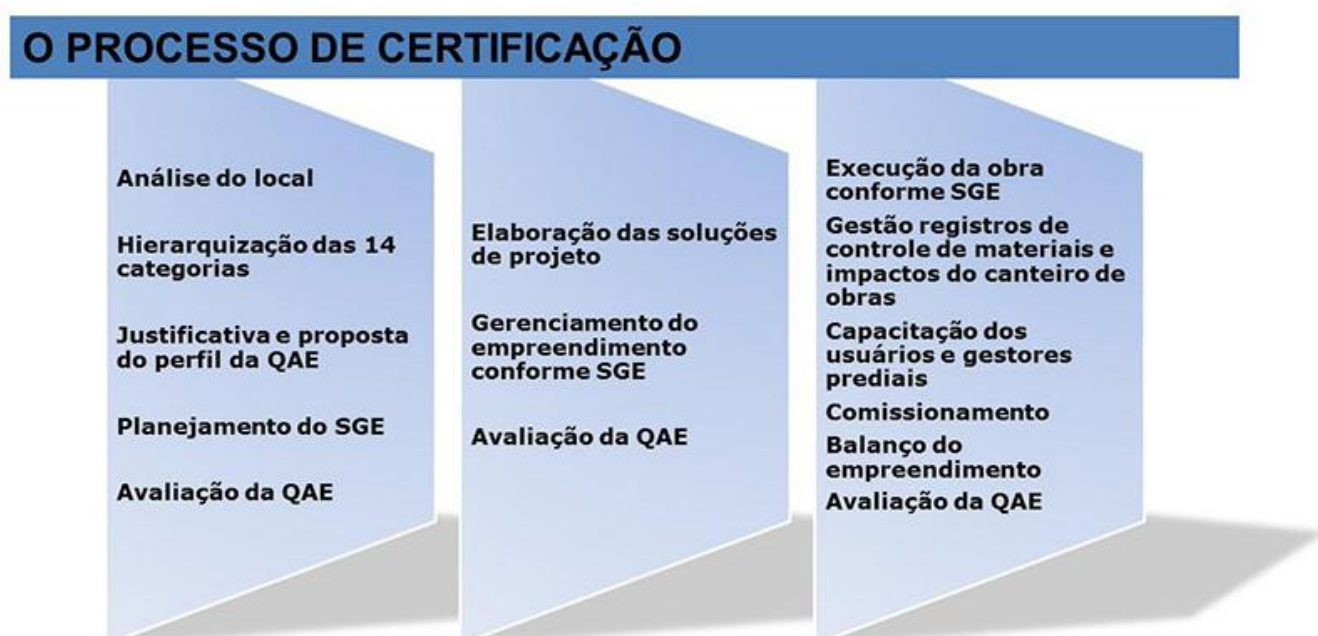 O PROCESSO DE CERTIFICAÇÃO
Análise do local
Hierarquização das 14
categorias
Justificativa e proposta
do perfil da QAE
Planejamento do SGE
Avaliação da QAE
Elaboração das soluções
de projeto
Gerenciamento do
empreendimento
conforme SGE
Avaliação da QAE
Execução da obra
conforme SGE
Gestão registros de
controle de materiais e
impactos do canteiro de
obras
Capacitação dos
usuários e gestores
prediais
Comissionamento
Balanço do
empreendimento
Avaliação da QAE